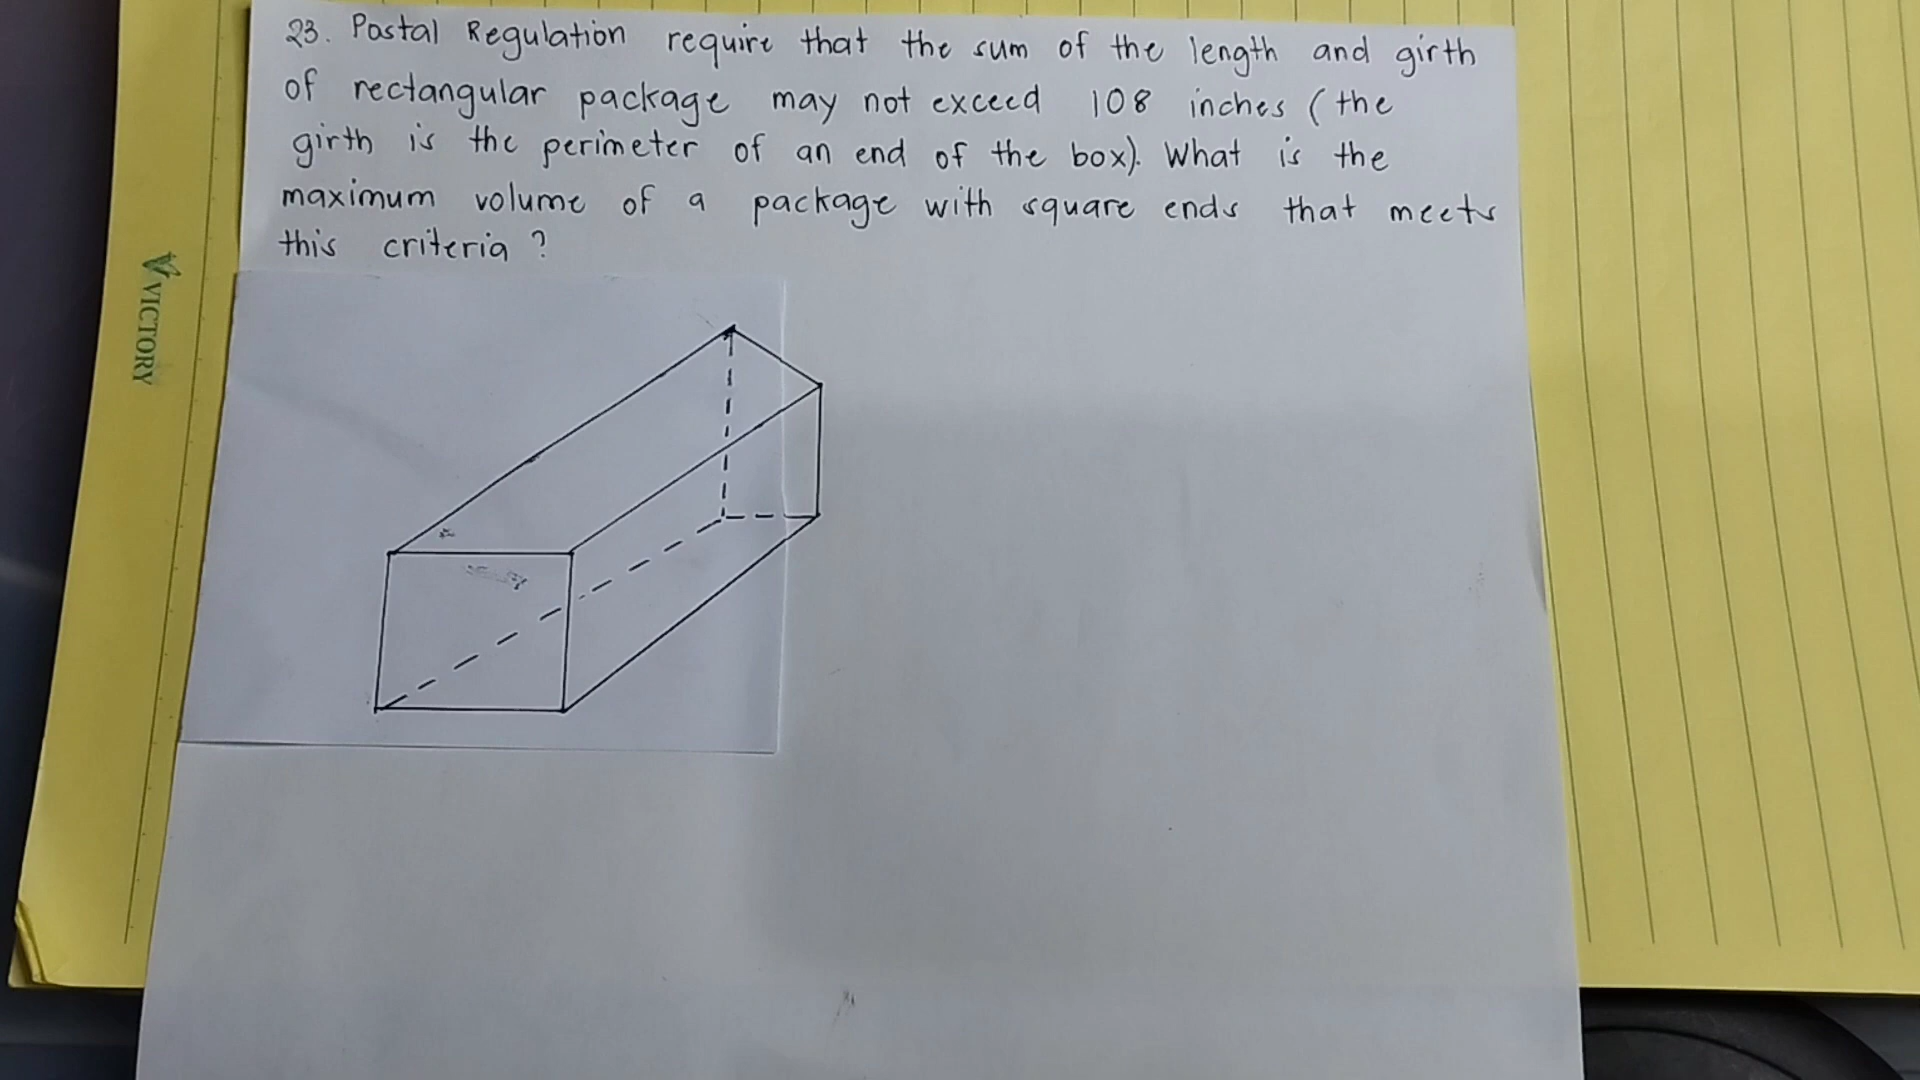 23. Postal Regulation require that the sum of the length and girth
of rectangular package may not exceed 108 inches (the
girth is the perimeter of an end of the box). What is the
maximum volume of a package with square ends that meets
this criteria?
VICTORY